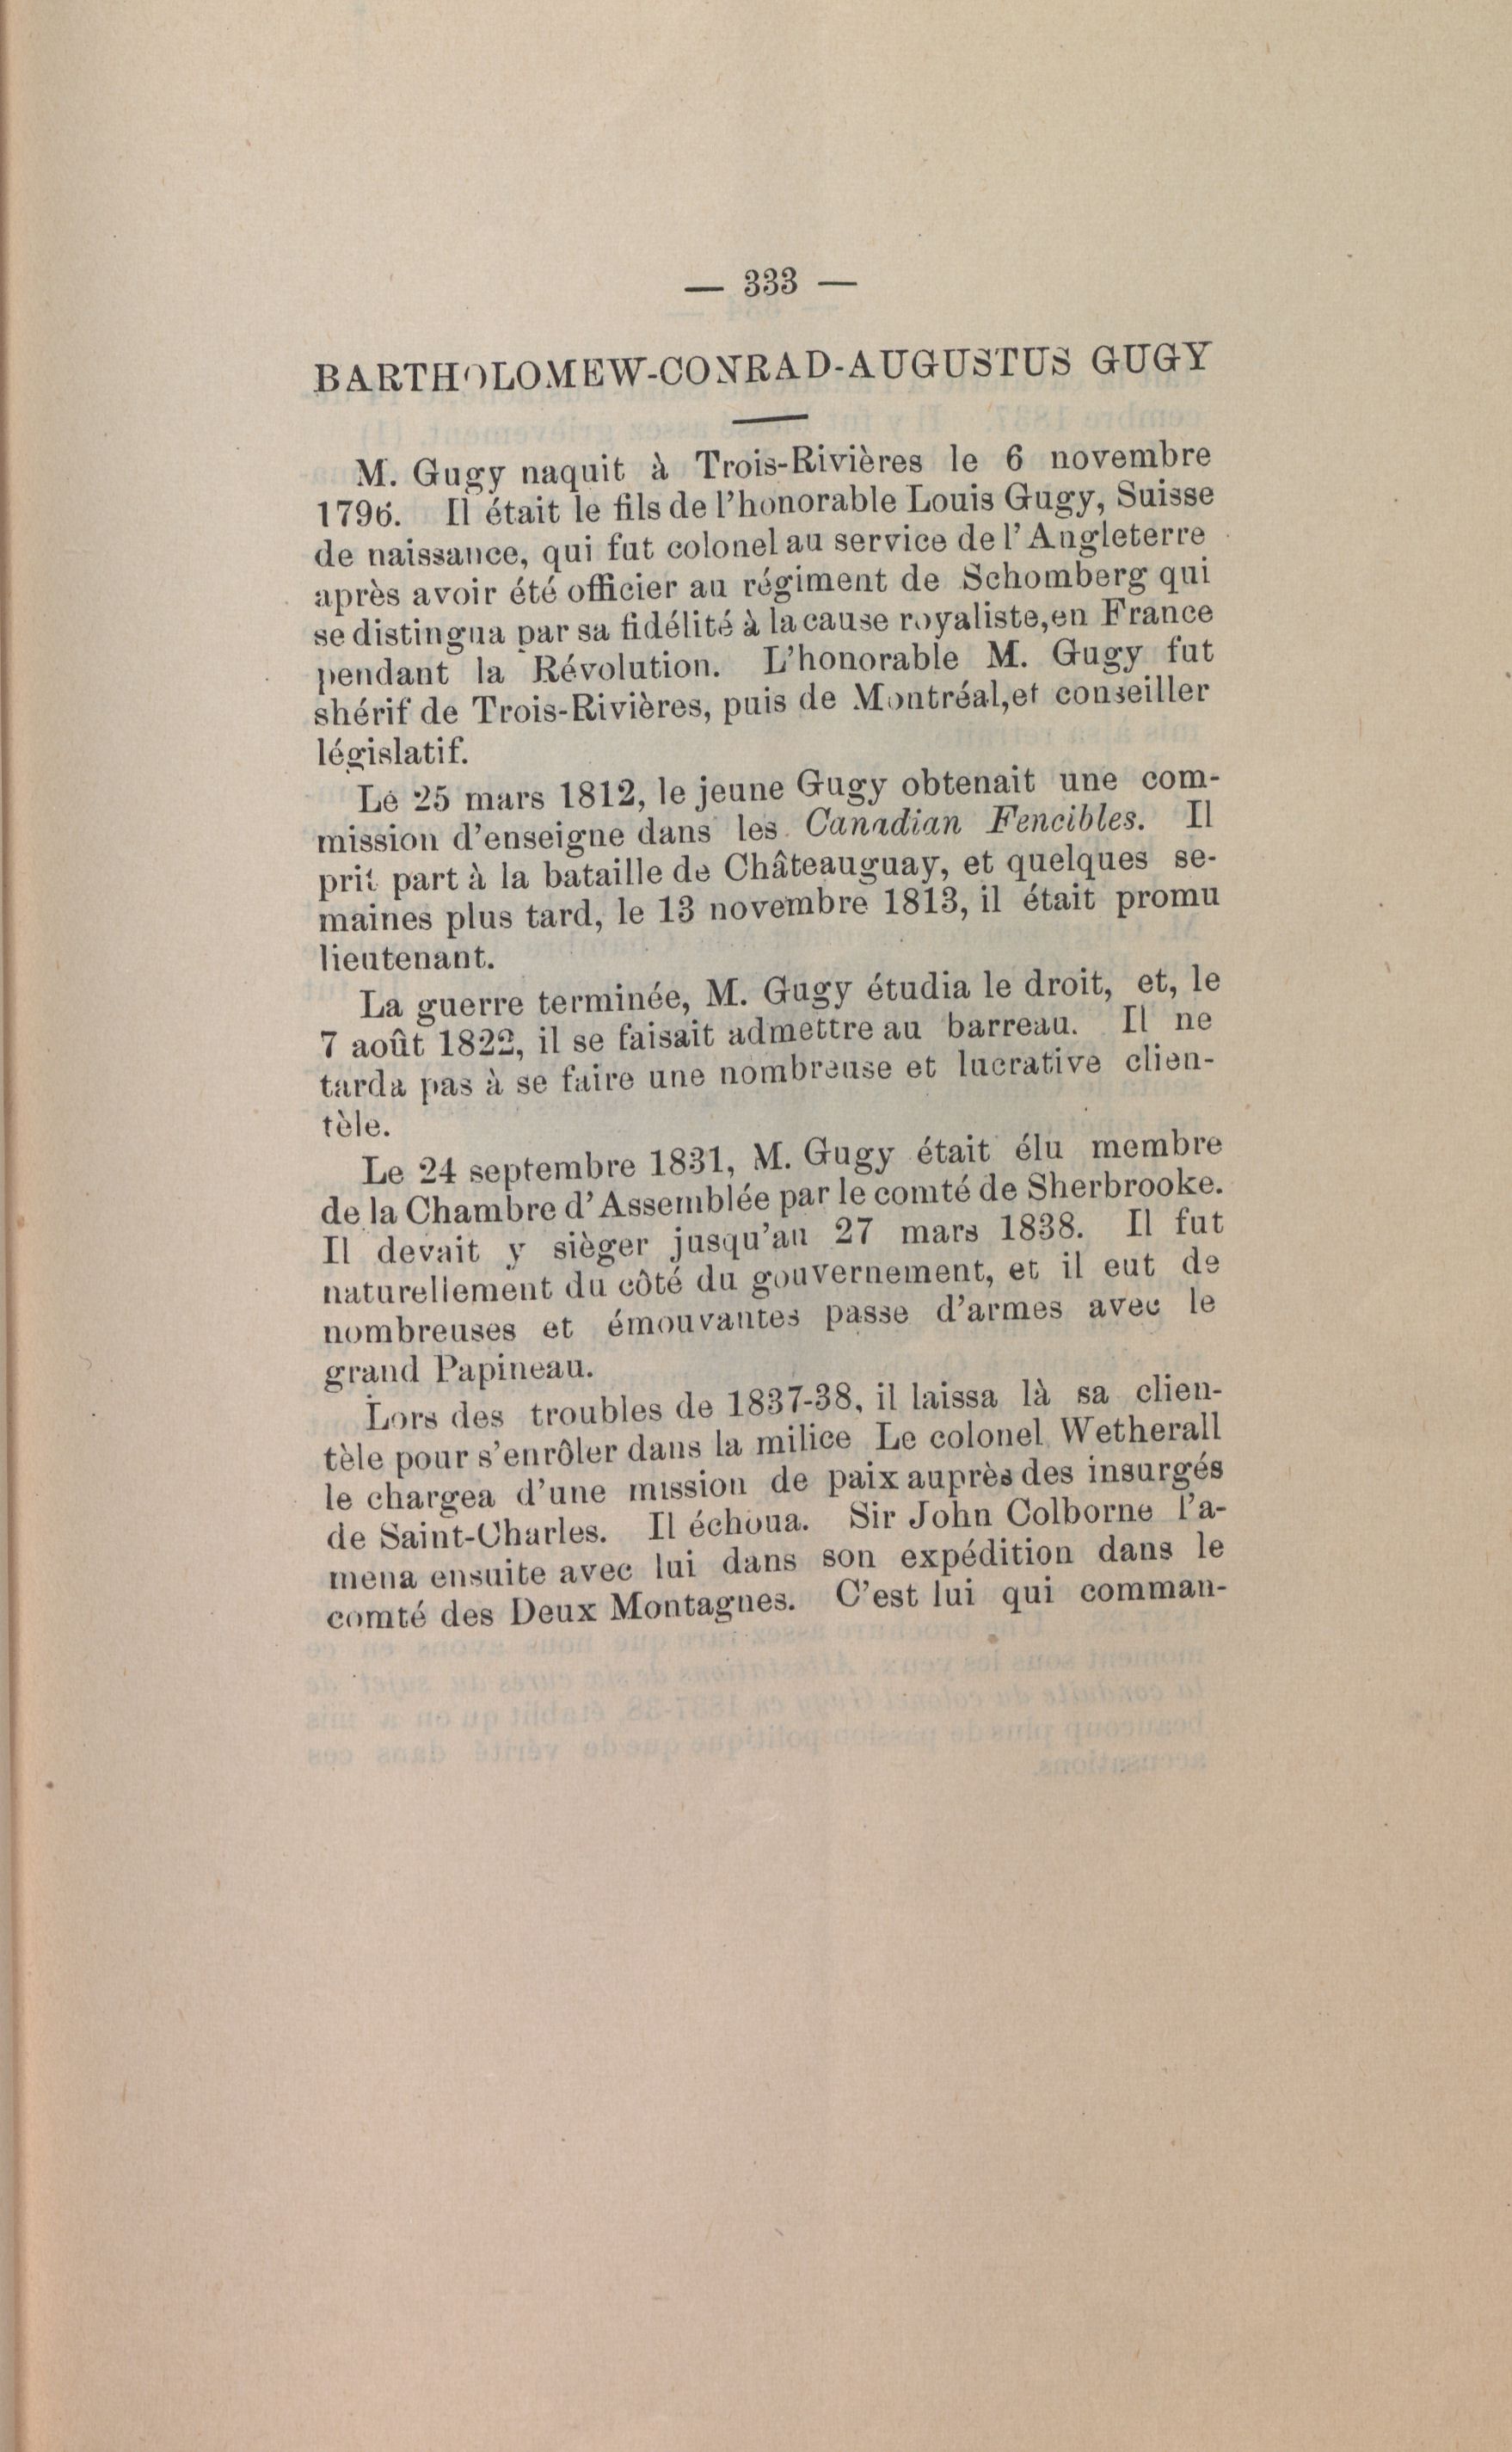 — 333 —
BARTHOLOMEW-CONRAD-AUGUSTUS GUGY
M. Gugy naquit à Trois-Rivières le 6 novembre
1796. Il était le fils de l'honorable Louis Gugy, Suisse
de naissance, qui fut colonel au service de l'Angleterre
après avoir été officier au régiment de Schomberg qui
se distingua par sa fidélité à la cause royaliste, en France
pendant la Révolution. L'honorable M. Gugy fut
shérif de Trois-Rivières, puis de Montréal, et conseiller
législatif.
Le 25 mars 1812, le jeune Gugy obtenait une com-
mission d'enseigne dans les Canadian Fencibles. Il
prit part à la bataille de Châteauguay, et quelques se-
maines plus tard, le 13 novembre 1813, il était promu
lieutenant.
La guerre terminée, M. Gugy étudia le droit, et, le
7 août 1822, il se faisait admettre au barreau. Il ne
tarda pas à se faire une nombreuse et lucrative clien-
tèle.
Le 24 septembre 1831, M. Gugy était élu membre
de la Chambre d'Assemblée par le comté de Sherbrooke.
Il devait y sièger jusqu'au 27 mars 1838. Il fut
naturellement du côté du gouvernement, et il eut de
nombreuses et émouvantes passe d'armes avec le
grand Papineau.
Lors des troubles de 1837-38, il laissa là sa clien-
tèle pour s'enrôler dans la milice Le colonel Wetherall
le chargea d'une mission de paix auprès des insurgés
de Saint-Charles. Il échoua. Sir John Colborne l'a-
mena ensuite avec lui dans son expédition dans le
comté des Deux Montagnes. C'est lui qui comman-